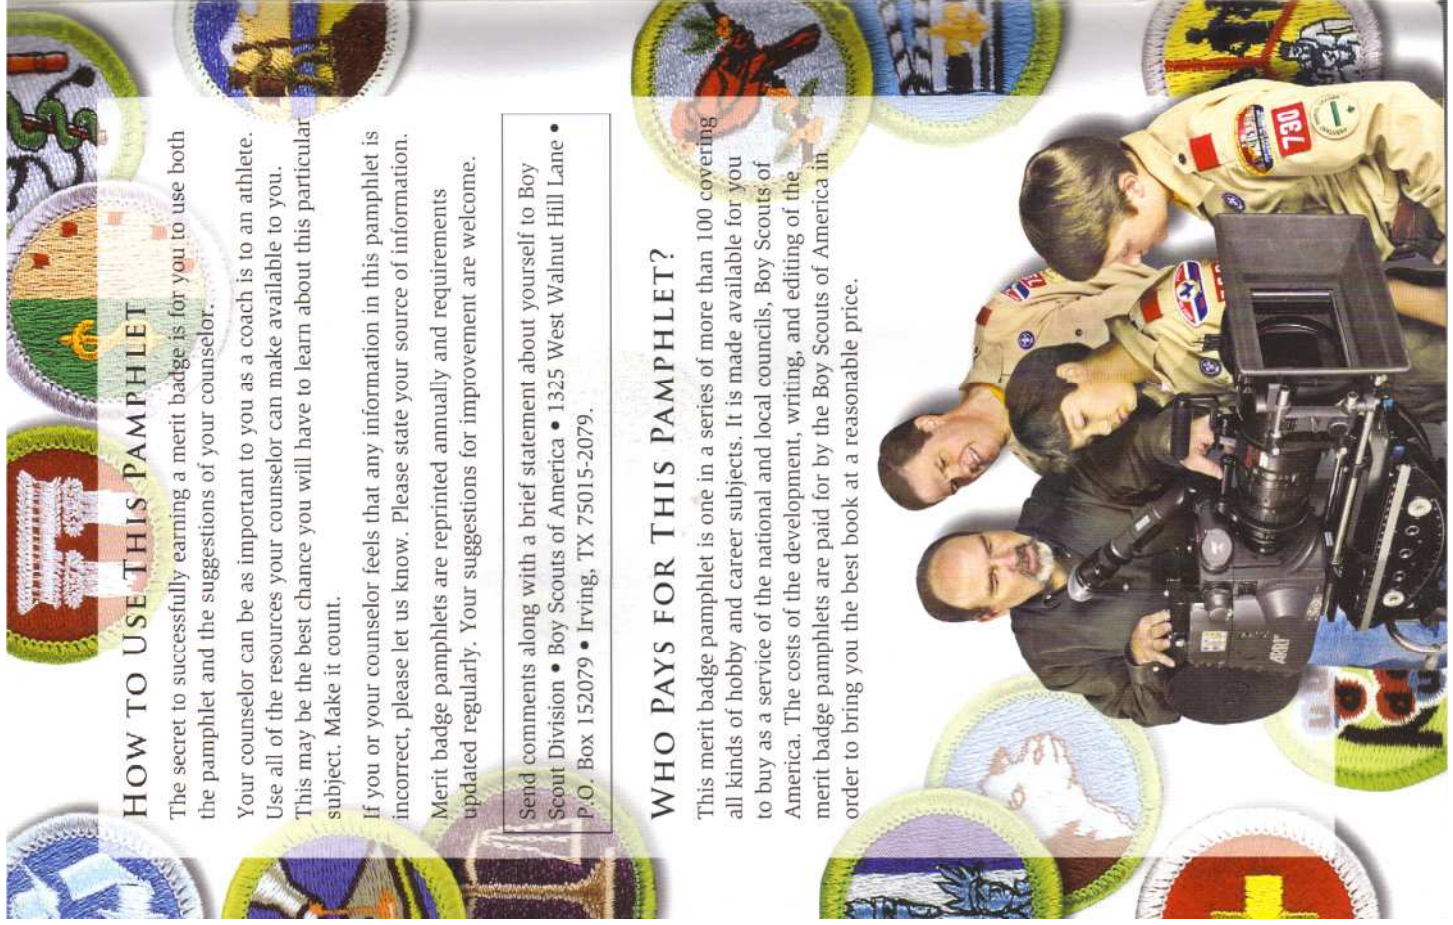 HOW TO USE THIS PAMPHLET
The secret to successfully earning a merit badge is for you to use both
the pamphlet and the suggestions of your counselor.
Your counselor can be as important to you as a coach is to an athlete.
Use all of the resources your counselor can make available to you.
This may be the best chance you will have to learn about this particular
subject. Make it count.
If you or your counselor feels that any information in this pamphlet is
incorrect, please let us know. Please state your source of information.
Merit badge pamphlets are reprinted annually and requirements
updated regularly. Your suggestions for improvement are welcome.
Send comments along with a brief statement about yourself to Boy
Scout Division • Boy Scouts of America • 1325 West Walnut Hill Lane •
P.O. Box 152079 • Irving, TX 75015-2079.
WHO PAYS FOR THIS PAMPHLET?
This merit badge pamphlet is one in a series of more than 100 covering
all kinds of hobby and career subjects. It is made available for you
to buy as a service of the national and local councils, Boy Scouts of
America. The costs of the development, writing, and editing of the
merit badge pamphlets are paid for by the Boy Scouts of America in
order to bring you the best book at a reasonable price.
730
ARRI